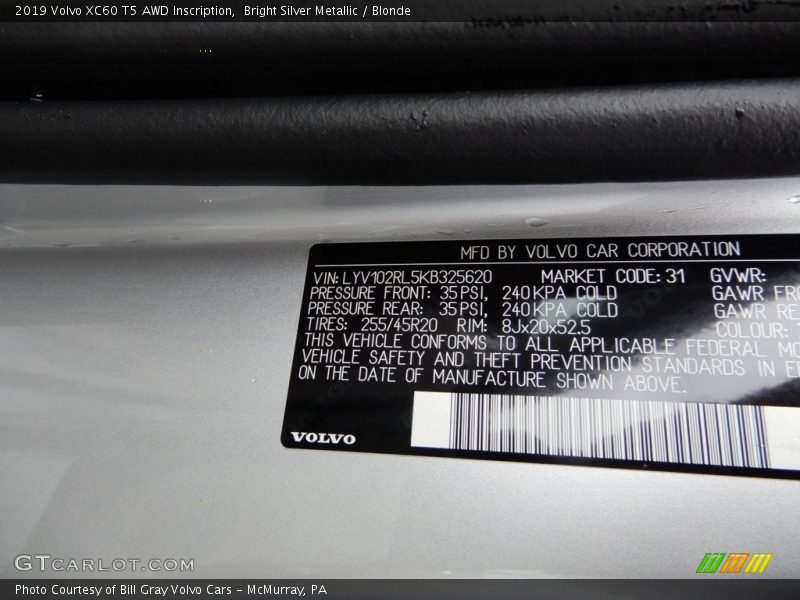 2019 Volvo XC60 T5 AWD Inscription,  Bright Silver Metallic / Blonde
MFD BY VOLVO CAR CORPORATION
VIN: LYV102RL5KB325620 MARKET CODE: 31 GVWR:
PRESSURE FRONT: 35 PSI, 240 KPA COLD GAWR FRO
PRESSURE REAR: 35 PSI, 240 KPA COLD GAWR RE
TIRES: 255/45R20 RIM: 8Jx20x52.5 COLOUR:
THIS VEHICLE CONFORMS TO ALL APPLICABLE FEDERAL MO
VEHICLE SAFETY AND THEFT PREVENTION STANDARDS IN EF
ON THE DATE OF MANUFACTURE SHOWN ABOVE.
VOLVO
GTCARLOT.COM
Photo Courtesy of Bill Gray Volvo Cars – McMurray, PA